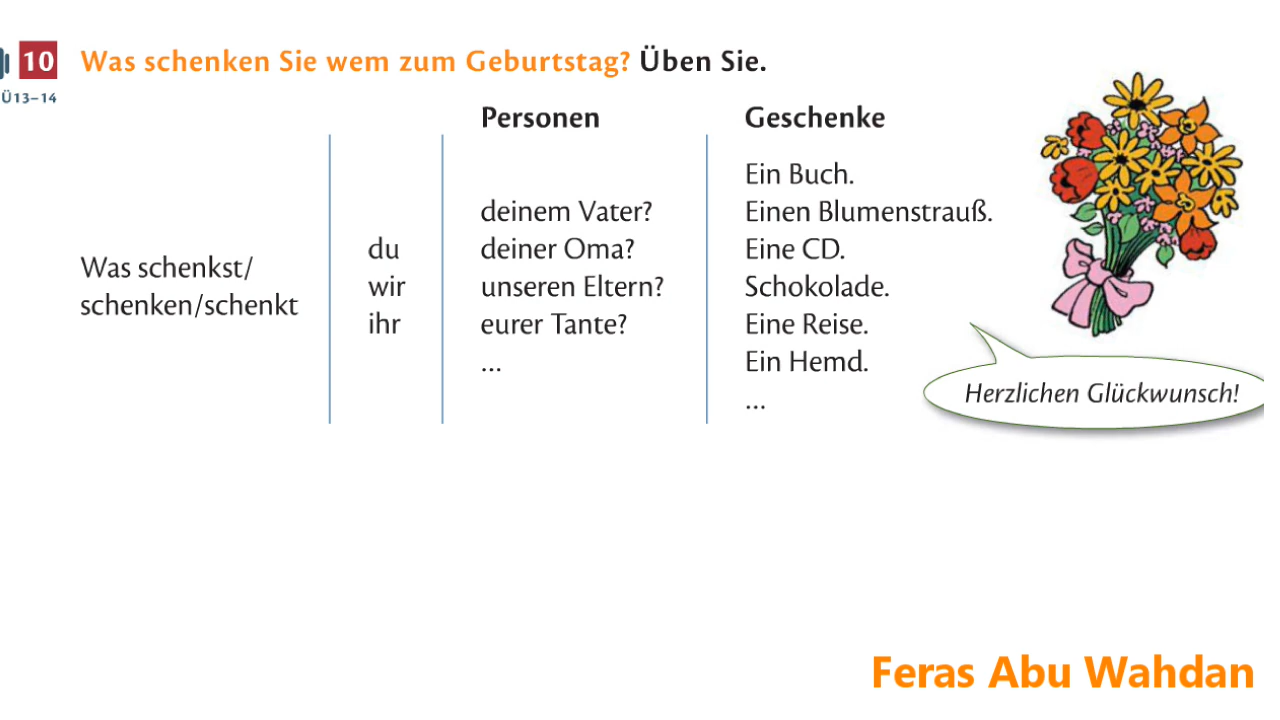 10 Was schenken Sie wem zum Geburtstag? Üben Sie.
Ü13–14
Personen
Geschenke
Was schenkst/
schenken/schenkt
du
wir
ihr
deinem Vater?
deiner Oma?
unseren Eltern?
eurer Tante?
...
Ein Buch.
Einen Blumenstrauß.
Eine CD.
Schokolade.
Eine Reise.
Ein Hemd.
...
Herzlichen Glückwunsch!
Feras Abu Wahdan